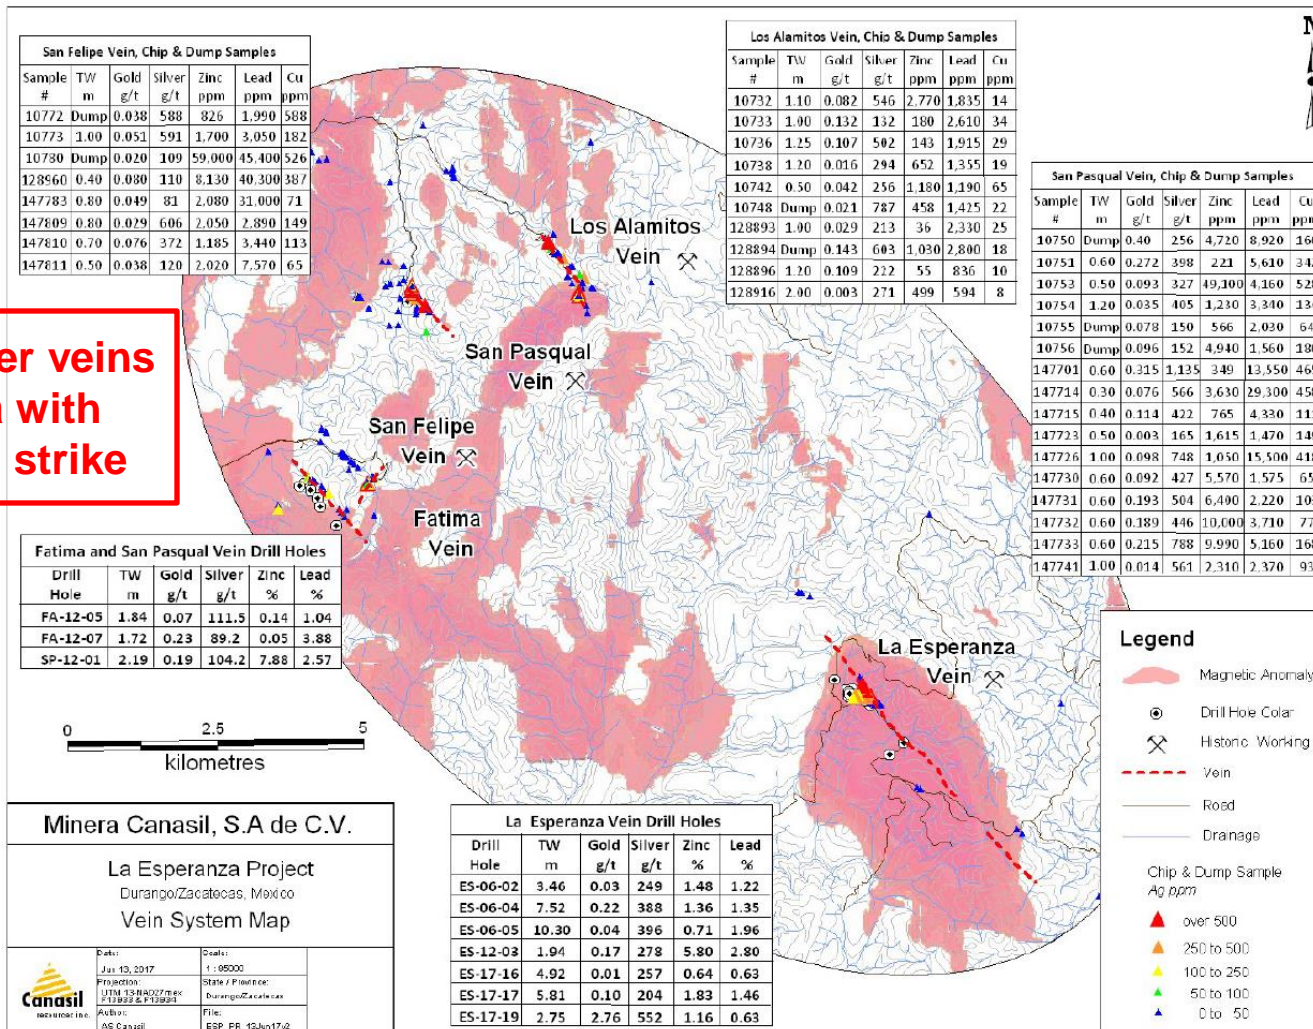 San Felipe Vein, Chip & Dump Samples
Sample TW Gold Silver Zinc Lead Cu
# m g/t g/t ppm ppm ppm
10772 Dump 0.038 588 826 1,990 588
10773 1.00 0.051 591 1,700 3,050 182
10780 Dump 0.020 109 59,000 45,400 526
128960 0.40 0.080 110 8,130 40,300 387
147783 0.80 0.049 81 2,080 31,000 71
147809 0.80 0.029 606 2,050 2,890 149
147810 0.70 0.076 372 1,185 3,440 113
147811 0.50 0.038 120 2,020 7,570 65
Los Alamitos Vein, Chip & Dump Samples
Sample TW Gold Silver Zinc Lead Cu
# m g/t g/t ppm ppm ppm
10732 1.10 0.082 546 2,770 1,835 14
10733 1.00 0.132 132 180 2,610 34
10736 1.25 0.107 502 143 1,915 29
10738 1.20 0.016 294 652 1,355 19
10742 0.50 0.042 256 1,180 1,190 65
10748 Dump 0.021 787 458 1,425 22
128893 1.00 0.029 213 36 2,330 25
128894 Dump 0.143 603 1,030 2,800 18
128896 1.20 0.109 222 55 836 10
128916 2.00 0.003 271 499 594 8
San Pasqual Vein, Chip & Dump Samples
Sample TW Gold Silver Zinc Lead Cu
# m g/t g/t ppm ppm
10750 Dump 0.40 256 4,720 8,920
10751 0.60 0.272 398 221 5,610
10753 0.50 0.093 327 49,100 4,160
10754 1.20 0.035 405 1,230 3,340
10755 Dump 0.078 150 566 2,030
10756 Dump 0.096 152 4,940 1,560
147701 0.60 0.315 1,135 349 13,550
147714 0.30 0.076 566 3,630 29,300
147715 0.40 0.114 422 765 4,330
147723 0.50 0.003 165 1,615 1,470
147726 1.00 0.098 748 1,050 15,500
147730 0.60 0.092 427 5,570 1,575
147731 0.60 0.193 504 6,400 2,220
147732 0.60 0.189 446 10,000 3,710
147733 0.60 0.215 788 9,990 5,160
147741 1.00 0.014 561 2,310 2,370
er veins
with
strike
Los Alamitos
Vein
San Pasqual
Vein
San Felipe
Vein
Fatima
Vein
La Esperanza
Vein
Fatima and San Pasqual Vein Drill Holes
Drill TW Gold Silver Zinc Lead
Hole m g/t g/t % %
FA-12-05 1.84 0.07 111.5 0.14 1.04
FA-12-07 1.72 0.23 89.2 0.05 3.88
SP-12-01 2.19 0.19 104.2 7.88 2.57
0 2.5 5
kilometres
Minera Canasil, S.A de C.V.
La Esperanza Project
Durango/Zacatecas, Mexico
Vein System Map
Date: Scale:
Jun 13, 2017 1 : 95000
Projection: State / Province:
UTM 13-NAD27mex Durango/Zacatecas
Author: File:
AS Canasil ESP_PR_13Jun17v2
Canasil
resources inc.
La Esperanza Vein Drill Holes
Drill TW Gold Silver Zinc Lead
Hole m g/t g/t % %
ES-06-02 3.46 0.03 249 1.48 1.22
ES-06-04 7.52 0.22 388 1.36 1.35
ES-06-05 10.30 0.04 396 0.71 1.96
ES-12-03 1.94 0.17 278 5.80 2.80
ES-17-16 4.92 0.01 257 0.64 0.63
ES-17-17 5.81 0.10 204 1.83 1.46
ES-17-19 2.75 2.76 552 1.16 0.63
Legend
Magnetic Anomaly
Drill Hole Colar
Historic Working
Vein
Road
Drainage
Chip & Dump Sample
Ag ppm
over 500
250 to 500
100 to 250
50 to 100
0 to 50